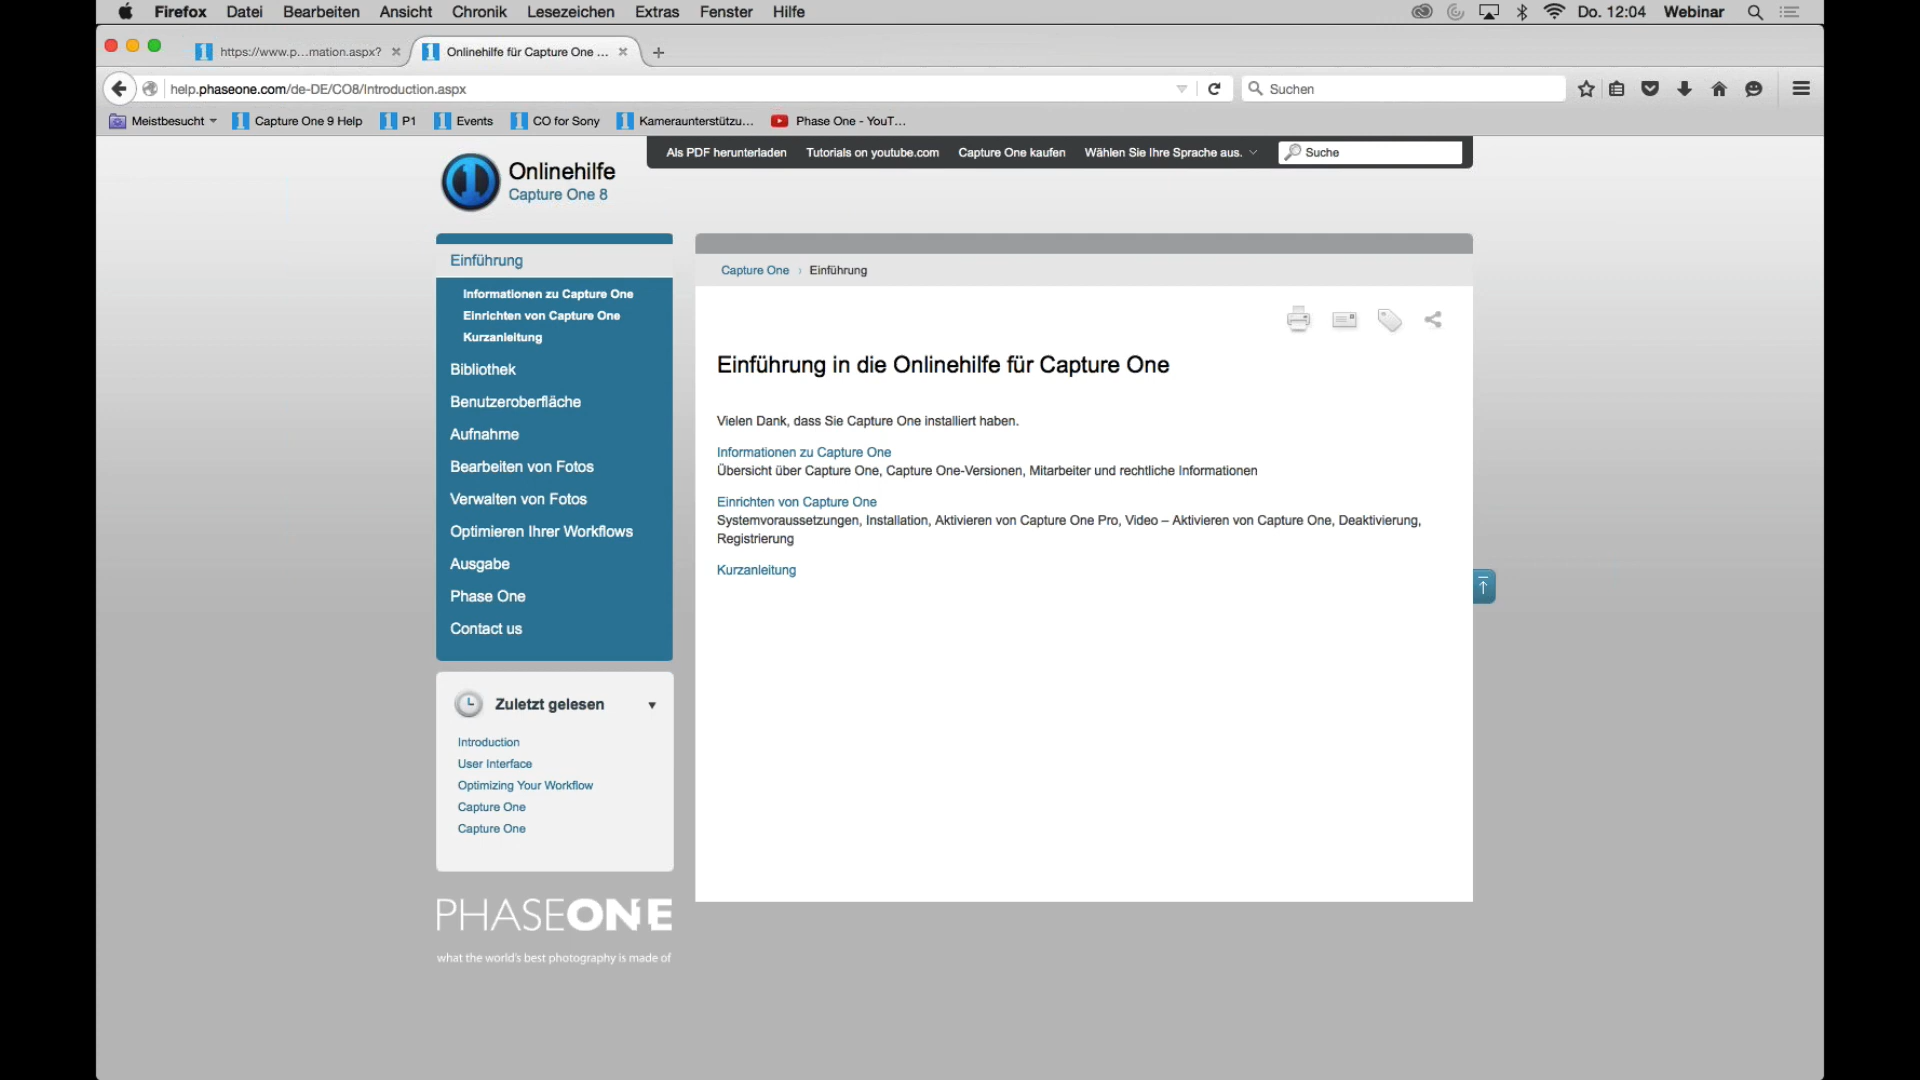 Firefox Datei Bearbeiten Ansicht Chronik Lesezeichen Extras Fenster Hilfe Do. 12:04 Webinar
https://www.p...mation.aspx? Onlinehilfe für Capture One ...
help.phaseone.com/de-DE/CO8/Introduction.aspx Suchen
Meistbesucht Capture One 9 Help P1 Events CO for Sony Kameraunterstützu... Phase One - YouT...
Als PDF herunterladen Tutorials on youtube.com Capture One kaufen Wählen Sie Ihre Sprache aus. Suche
Onlinehilfe
Capture One 8
Einführung
Informationen zu Capture One
Einrichten von Capture One
Kurzanleitung
Bibliothek
Benutzeroberfläche
Aufnahme
Bearbeiten von Fotos
Verwalten von Fotos
Optimieren Ihrer Workflows
Ausgabe
Phase One
Contact us
Zuletzt gelesen
Introduction
User Interface
Optimizing Your Workflow
Capture One
Capture One
PHASEONE
what the world's best photography is made of
Capture One › Einführung
Einführung in die Onlinehilfe für Capture One
Vielen Dank, dass Sie Capture One installiert haben.
Informationen zu Capture One
Übersicht über Capture One, Capture One-Versionen, Mitarbeiter und rechtliche Informationen
Einrichten von Capture One
Systemvoraussetzungen, Installation, Aktivieren von Capture One Pro, Video – Aktivieren von Capture One, Deaktivierung,
Registrierung
Kurzanleitung